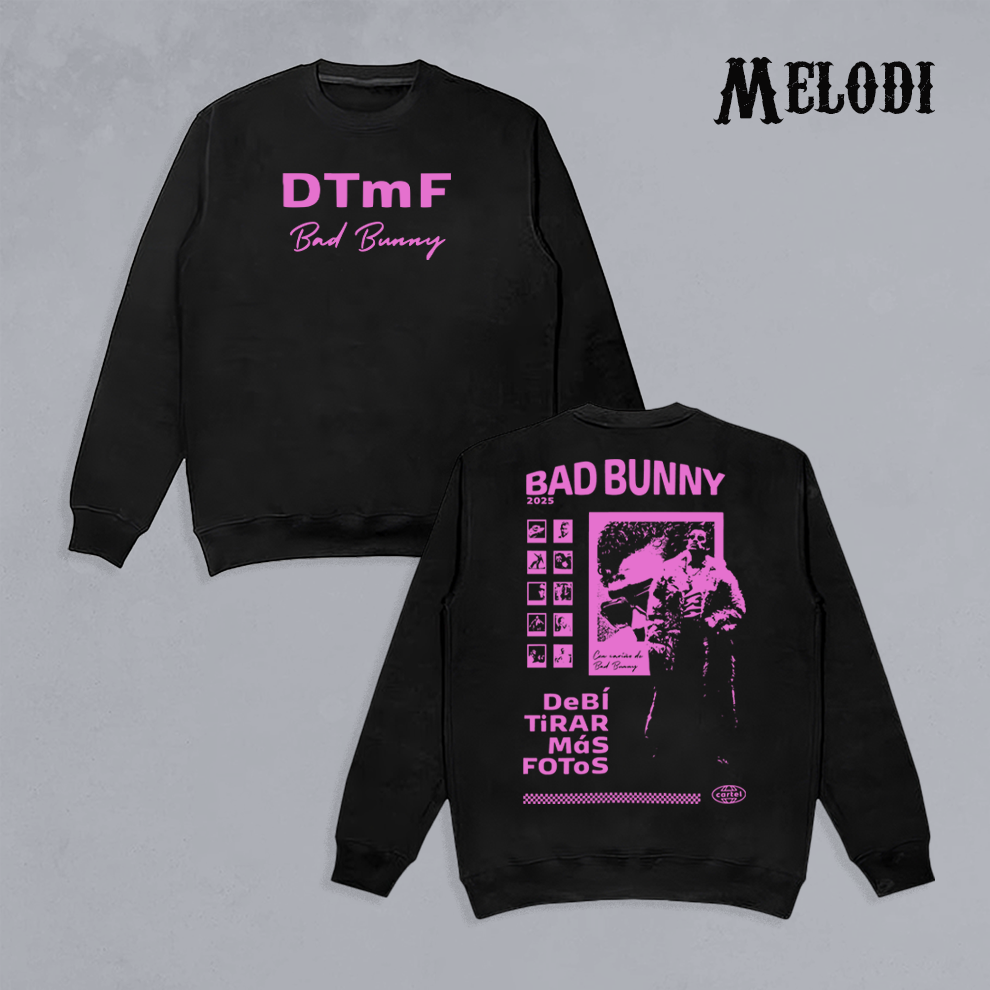 MELODI
DTmF
Bad Bunny
BAD BUNNY
2025
Con cariño de
Bad Bunny
DeBÍ
TiRAR
MáS
FOToS
cartel